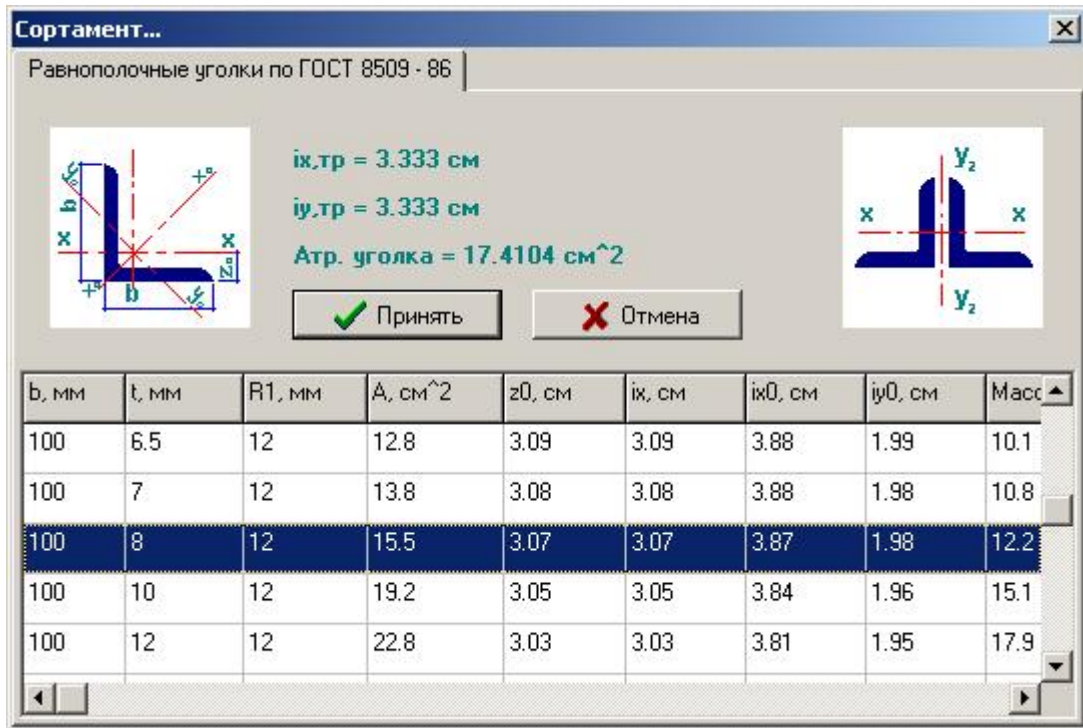 Сортамент...
Равнополочные уголки по ГОСТ 8509 - 86
iх,тр = 3.333 см
iу,тр = 3.333 см
Атр. уголка = 17.4104 см^2
Принять Отмена
b
x x
z₀
b
y₂
x x
y₂
b, мм t, мм R1, мм A, см^2 z0, см ix, см ix0, см iy0, см Масс
100 6.5 12 12.8 3.09 3.09 3.88 1.99 10.1
100 7 12 13.8 3.08 3.08 3.88 1.98 10.8
100 8 12 15.5 3.07 3.07 3.87 1.98 12.2
100 10 12 19.2 3.05 3.05 3.84 1.96 15.1
100 12 12 22.8 3.03 3.03 3.81 1.95 17.9